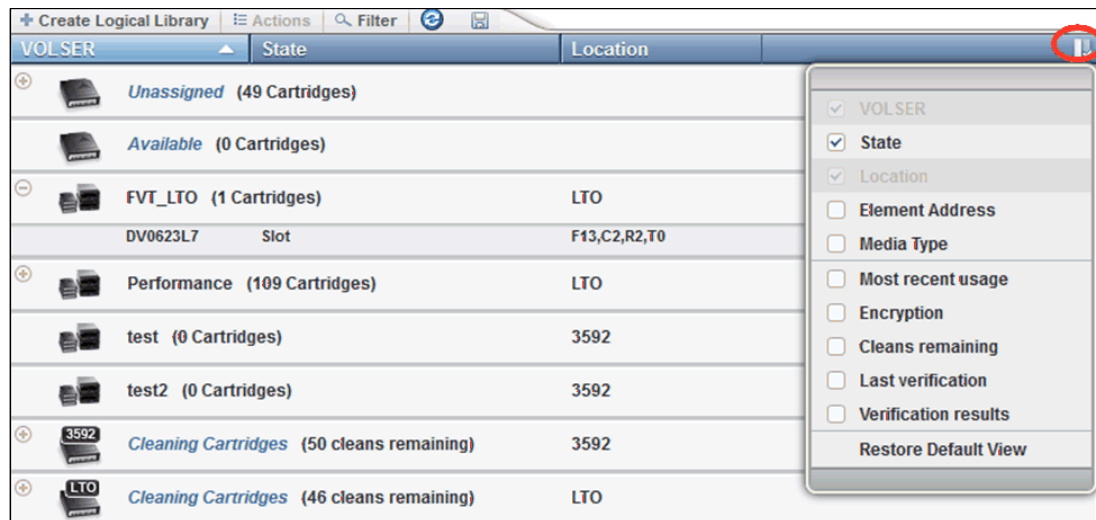 Create Logical Library Actions Filter
VOLSER State Location
Unassigned (49 Cartridges)
Available (0 Cartridges)
FVT_LTO (1 Cartridges) LTO
DV0623L7 Slot F13,C2,R2,T0
Performance (109 Cartridges) LTO
test (0 Cartridges) 3592
test2 (0 Cartridges) 3592
3592 Cleaning Cartridges (50 cleans remaining) 3592
LTO Cleaning Cartridges (46 cleans remaining) LTO
VOLSER
State
Location
Element Address
Media Type
Most recent usage
Encryption
Cleans remaining
Last verification
Verification results
Restore Default View